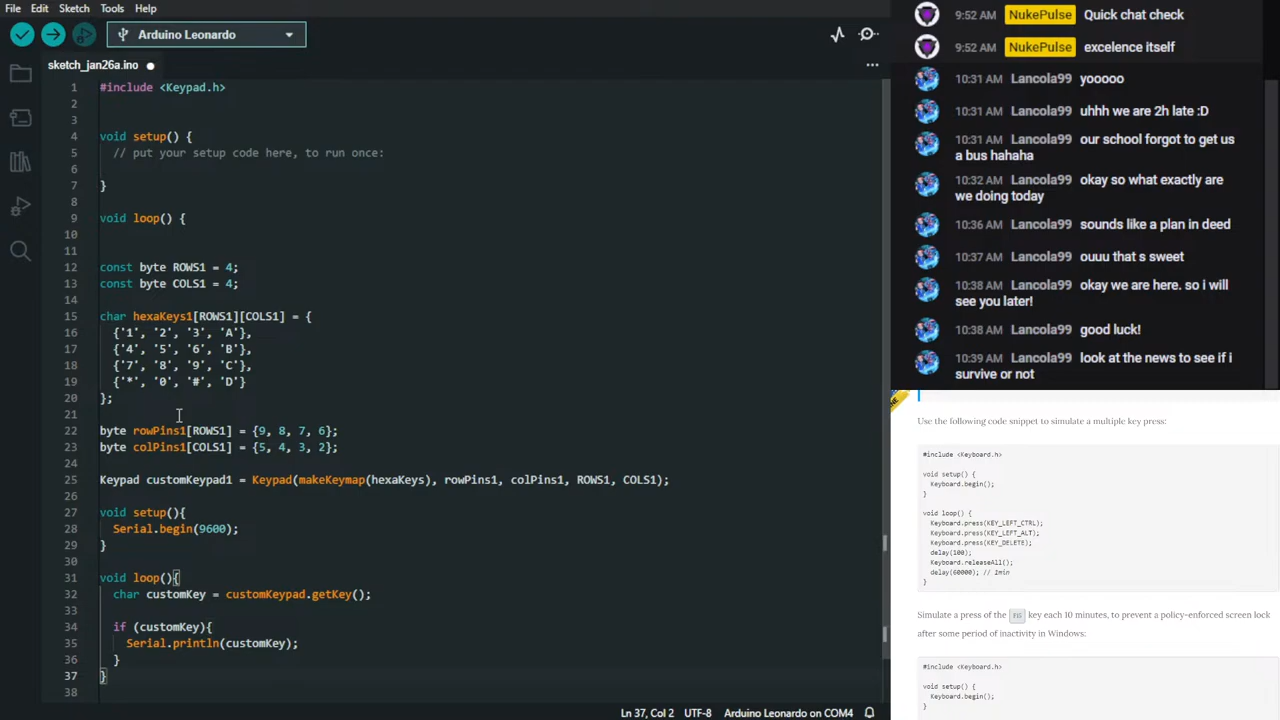 File Edit Sketch Tools Help
Arduino Leonardo
sketch_jan26a.ino
1 #include <Keypad.h>
2
3
4 void setup() {
5 // put your setup code here, to run once:
6
7 }
8
9 void loop() {
10
11
12 const byte ROWS1 = 4;
13 const byte COLS1 = 4;
14
15 char hexaKeys1[ROWS1][COLS1] = {
16 {'1', '2', '3', 'A'},
17 {'4', '5', '6', 'B'},
18 {'7', '8', '9', 'C'},
19 {'*', '0', '#', 'D'}
20 };
21
22 byte rowPins1[ROWS1] = {9, 8, 7, 6};
23 byte colPins1[COLS1] = {5, 4, 3, 2};
24
25 Keypad customKeypad1 = Keypad(makeKeymap(hexaKeys), rowPins1, colPins1, ROWS1, COLS1);
26
27 void setup(){
28 Serial.begin(9600);
29 }
30
31 void loop(){
32 char customKey = customKeypad.getKey();
33
34 if (customKey){
35 Serial.println(customKey);
36 }
37 }
38
Ln 37, Col 2 UTF-8 Arduino Leonardo on COM4
9:52 AM NukePulse Quick chat check
9:52 AM NukePulse excelence itself
10:31 AM Lancola99 yooooo
10:31 AM Lancola99 uhhh we are 2h late :D
10:31 AM Lancola99 our school forgot to get us
a bus hahaha
10:32 AM Lancola99 okay so what exactly are
we doing today
10:36 AM Lancola99 sounds like a plan in deed
10:37 AM Lancola99 ouuu that s sweet
10:38 AM Lancola99 okay we are here. so i will
see you later!
10:38 AM Lancola99 good luck!
10:39 AM Lancola99 look at the news to see if i
survive or not
Use the following code snippet to simulate a multiple key press:
#include <Keyboard.h>
void setup() {
Keyboard.begin();
}
void loop() {
Keyboard.press(KEY_LEFT_CTRL);
Keyboard.press(KEY_LEFT_ALT);
Keyboard.press(KEY_DELETE);
delay(100);
Keyboard.releaseAll();
delay(60000); // 1min
}
Simulate a press of the F15 key each 10 minutes, to prevent a policy-enforced screen lock
after some period of inactivity in Windows:
#include <Keyboard.h>
void setup() {
Keyboard.begin();
}